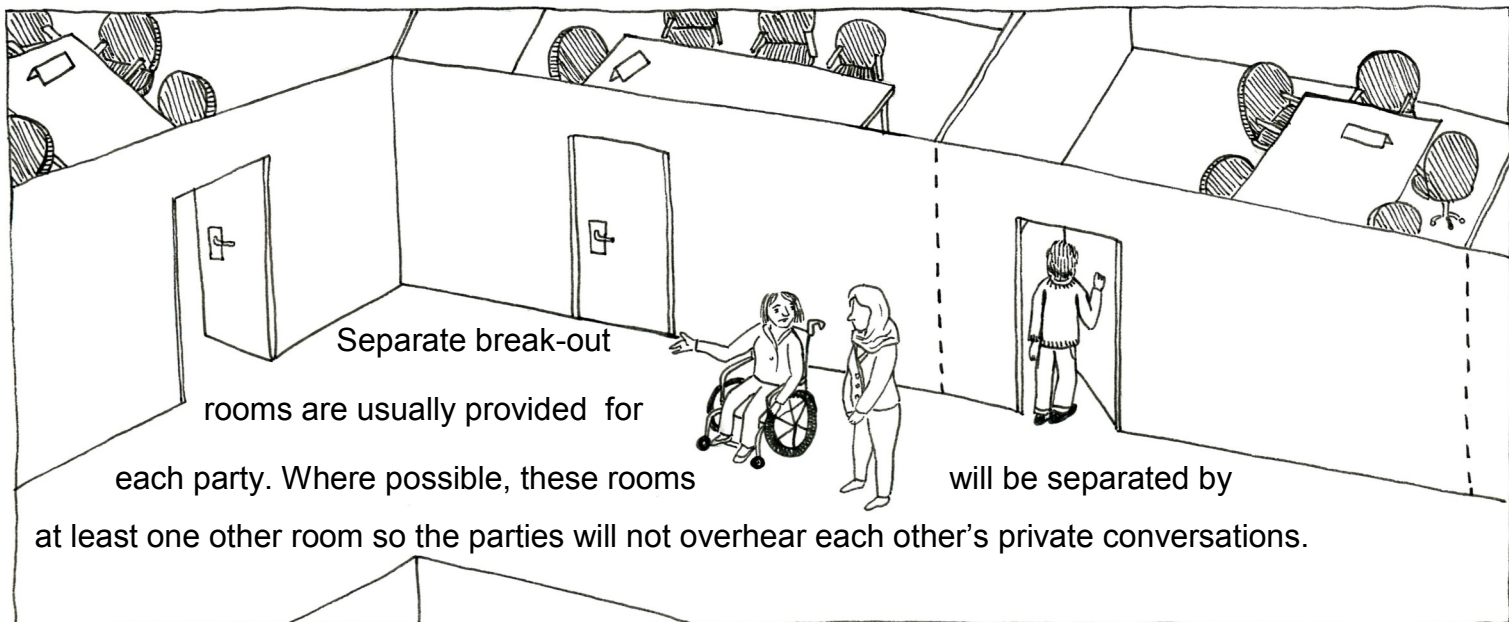 Separate break-out
rooms are usually provided for
each party. Where possible, these rooms will be separated by
at least one other room so the parties will not overhear each other’s private conversations.